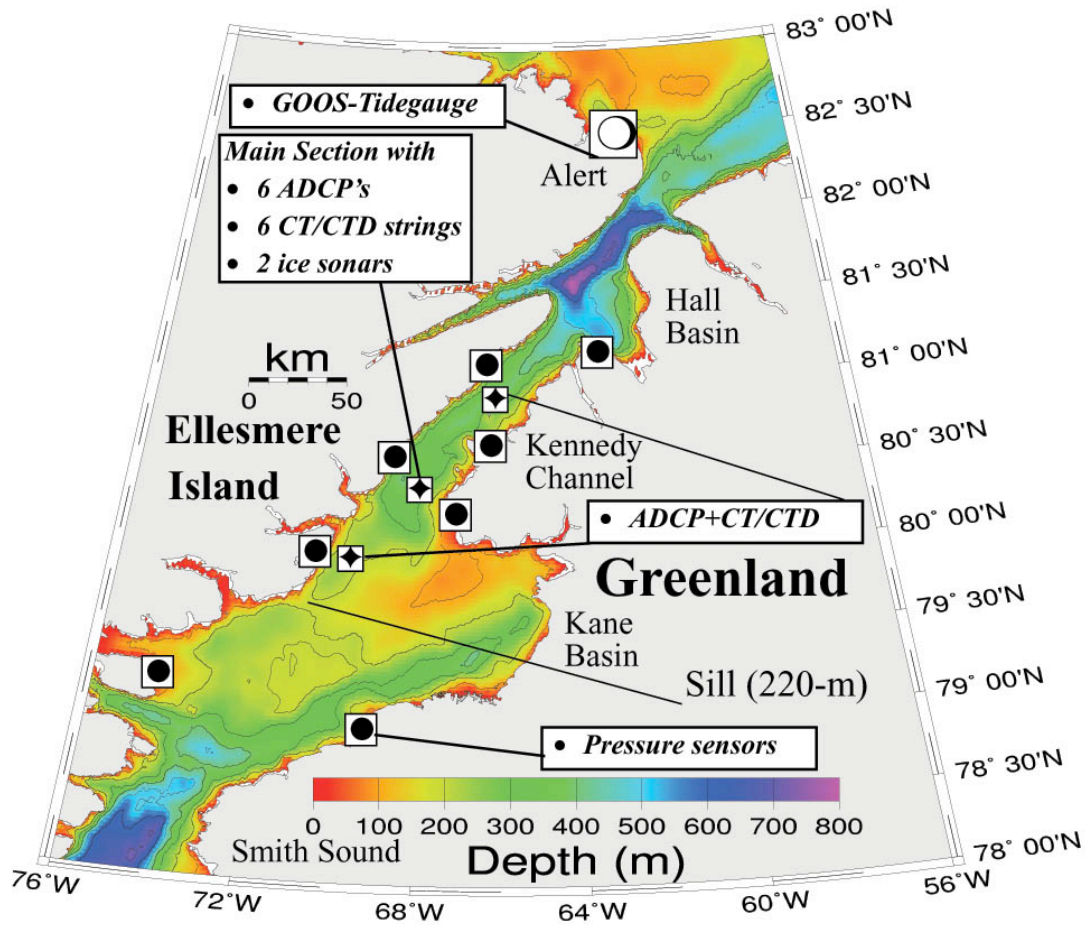 83° 00'N
82° 30'N
82° 00'N
81° 30'N
81° 00'N
80° 30'N
80° 00'N
79° 30'N
79° 00'N
78° 30'N
78° 00'N
• GOOS-Tidegauge
Main Section with
• 6 ADCP's
• 6 CT/CTD strings
• 2 ice sonars
Alert
Hall
Basin
km
0 50
Ellesmere
Island
Kennedy
Channel
• ADCP+CT/CTD
Greenland
Kane
Basin
Sill (220-m)
• Pressure sensors
0 100 200 300 400 500 600 700 800
Depth (m)
Smith Sound
76°W 72°W 68°W 64°W 60°W 56°W